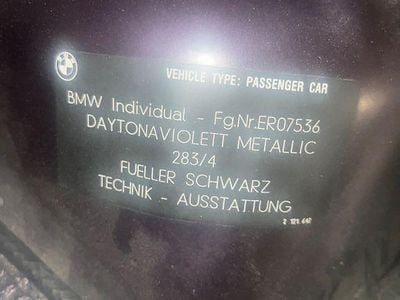 VEHICLE TYPE: PASSENGER CAR
BMW Individual - Fg.Nr.ER07536
DAYTONAVIOLETT METALLIC
283/4
FUELLER SCHWARZ
TECHNIK - AUSSTATTUNG